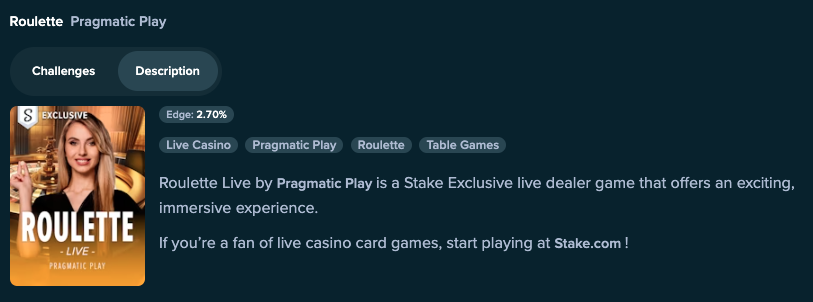 Roulette Pragmatic Play
Challenges Description
Edge: 2.70%
S EXCLUSIVE
Live Casino Pragmatic Play Roulette Table Games
Roulette Live by Pragmatic Play is a Stake Exclusive live dealer game that offers an exciting,
immersive experience.
ROULETTE
- LIVE -
PRAGMATIC PLAY
If you’re a fan of live casino card games, start playing at Stake.com !